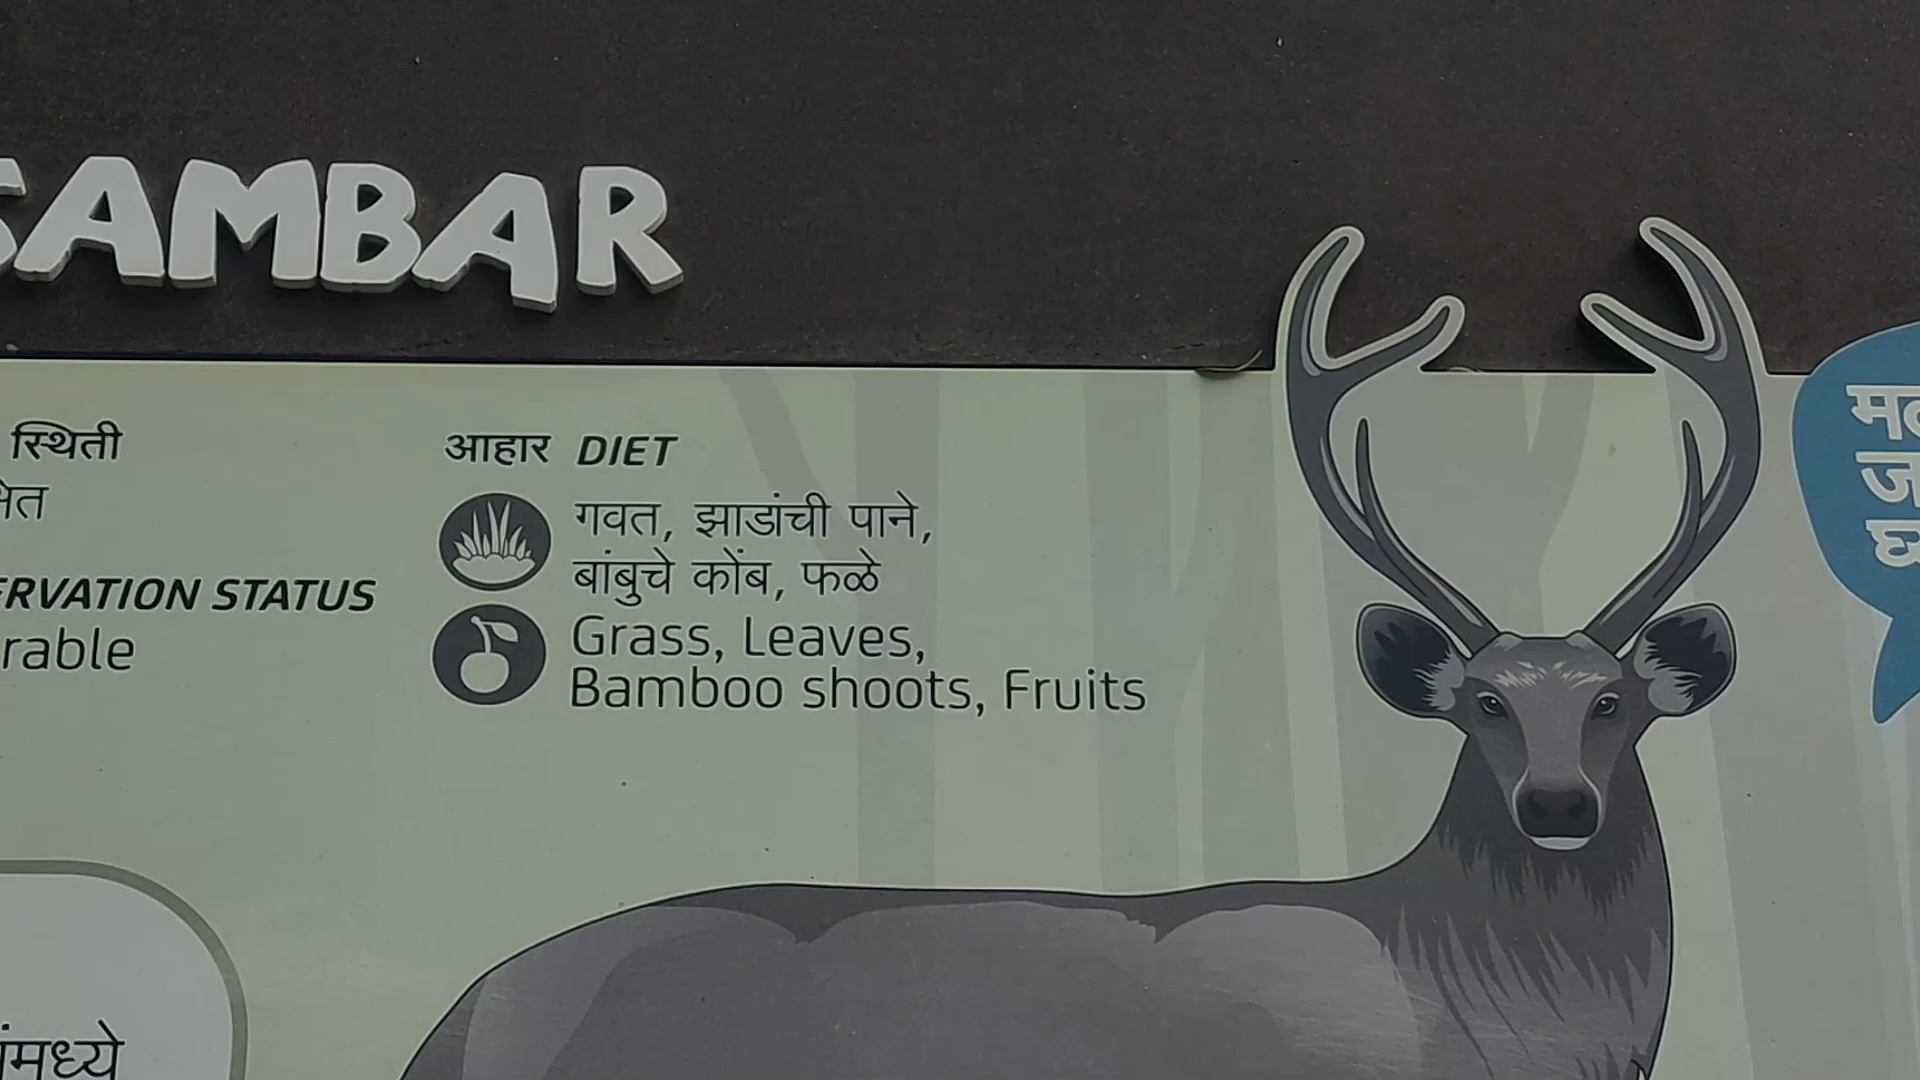 SAMBAR
स्थिती
ERVATION STATUS
rable
आहार DIET
गवत, झाडांची पाने,
बांबुचे कोंब, फळे
Grass, Leaves,
Bamboo shoots, Fruits